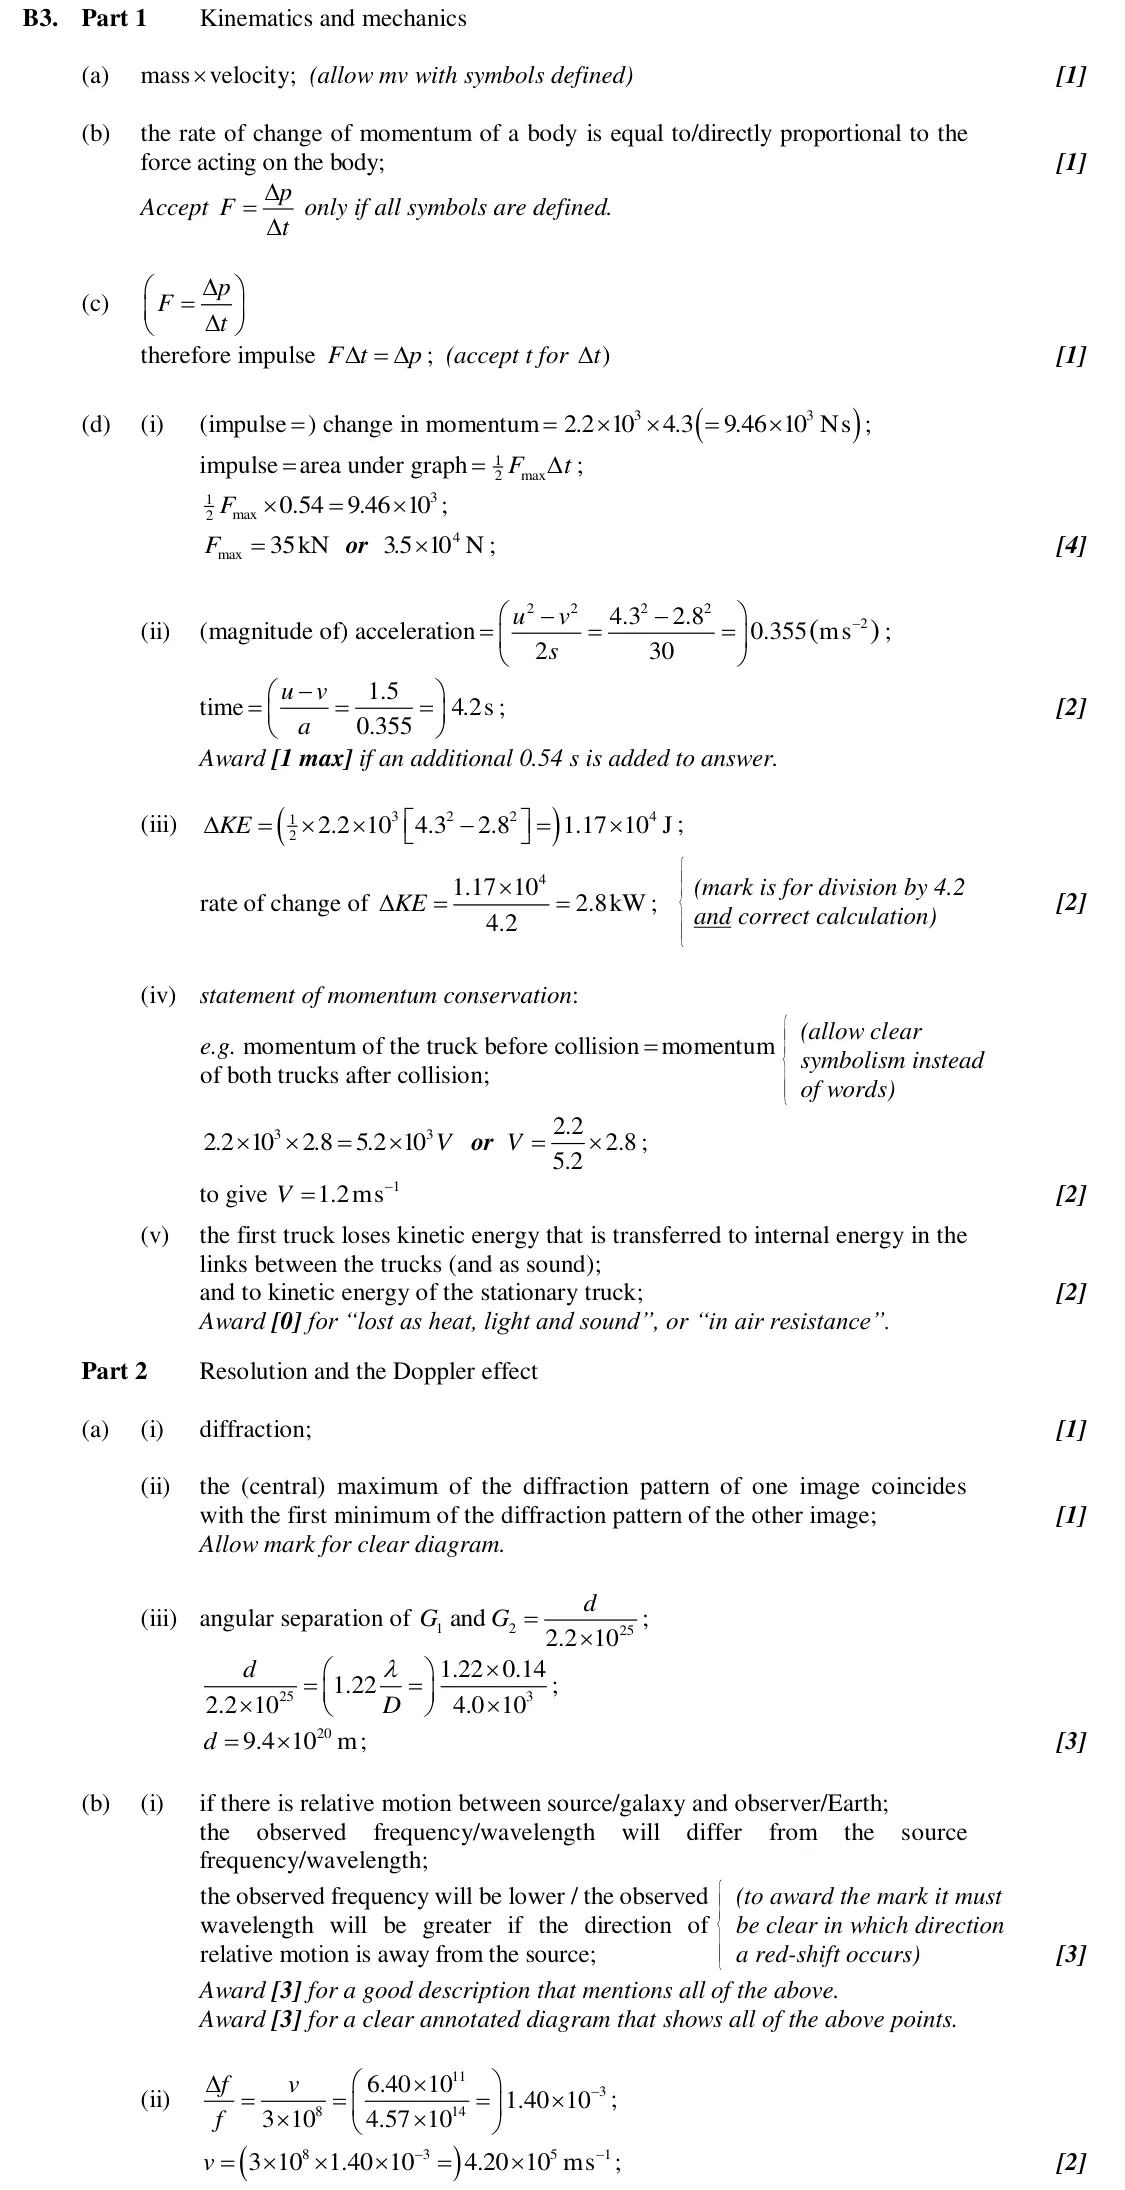 B3. Part 1 Kinematics and mechanics
(a) mass × velocity; (allow mv with symbols defined) [1]
(b) the rate of change of momentum of a body is equal to/directly proportional to the
force acting on the body; [1]
Accept F = Δp/Δt only if all symbols are defined.
(c) (F = Δp/Δt)
therefore impulse FΔt = Δp; (accept t for Δt) [1]
(d) (i) (impulse =) change in momentum = 2.2×10³ × 4.3(= 9.46×10³ Ns);
impulse = area under graph = ½ F_max Δt;
½ F_max × 0.54 = 9.46×10³;
F_max = 35 kN or 3.5×10⁴ N; [4]
(ii) (magnitude of) acceleration = ((u² − v²)/2s = (4.3² − 2.8²)/30 =) 0.355(m s⁻²);
time = ((u − v)/a = 1.5/0.355 =) 4.2 s; [2]
Award [1 max] if an additional 0.54 s is added to answer.
(iii) ΔKE = (½ × 2.2×10³[4.3² − 2.8²] =)1.17×10⁴ J;
rate of change of ΔKE = 1.17×10⁴/4.2 = 2.8 kW; { (mark is for division by 4.2
and correct calculation) [2]
(iv) statement of momentum conservation:
e.g. momentum of the truck before collision = momentum
of both trucks after collision; { (allow clear
symbolism instead
of words)
2.2×10³ × 2.8 = 5.2×10³ V or V = 2.2/5.2 × 2.8;
to give V = 1.2 m s⁻¹ [2]
(v) the first truck loses kinetic energy that is transferred to internal energy in the
links between the trucks (and as sound);
and to kinetic energy of the stationary truck; [2]
Award [0] for “lost as heat, light and sound”, or “in air resistance”.
Part 2 Resolution and the Doppler effect
(a) (i) diffraction; [1]
(ii) the (central) maximum of the diffraction pattern of one image coincides
with the first minimum of the diffraction pattern of the other image; [1]
Allow mark for clear diagram.
(iii) angular separation of G₁ and G₂ = d/(2.2×10²⁵);
d/(2.2×10²⁵) = (1.22 λ/D =) (1.22×0.14)/(4.0×10³);
d = 9.4×10²⁰ m; [3]
(b) (i) if there is relative motion between source/galaxy and observer/Earth;
the observed frequency/wavelength will differ from the source
frequency/wavelength;
the observed frequency will be lower / the observed
wavelength will be greater if the direction of
relative motion is away from the source; { (to award the mark it must
be clear in which direction
a red-shift occurs) [3]
Award [3] for a good description that mentions all of the above.
Award [3] for a clear annotated diagram that shows all of the above points.
(ii) Δf/f = v/(3×10⁸) = (6.40×10¹¹/4.57×10¹⁴ =)1.40×10⁻³;
v = (3×10⁸ × 1.40×10⁻³ =)4.20×10⁵ m s⁻¹; [2]